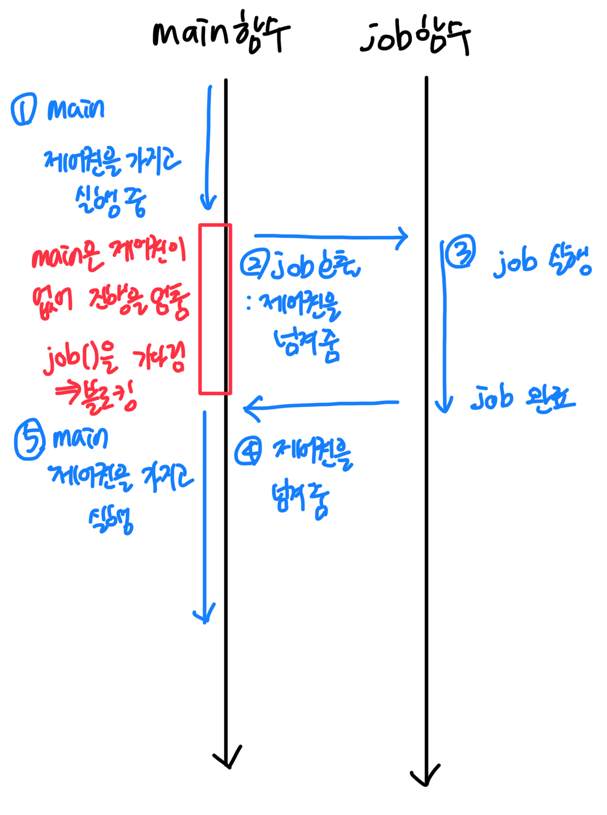 main함수
job함수
① main
제어권을 가지고
실행 중
main은 제어권이
없어 진행을 멈춤
job()을 기다림
⇒블로킹
② job 호출
: 제어권을
넘겨줌
③ job 실행
job 완료
④ 제어권을
넘겨 줌
⑤ main
제어권을 가지고
실행